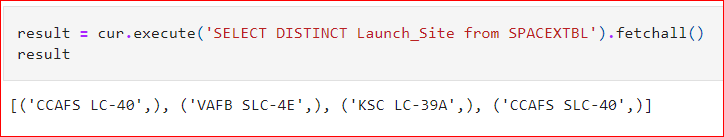 result = cur.execute('SELECT DISTINCT Launch_Site from SPACEXTBL').fetchall()
result
[('CCAFS LC-40',), ('VAFB SLC-4E',), ('KSC LC-39A',), ('CCAFS SLC-40',)]